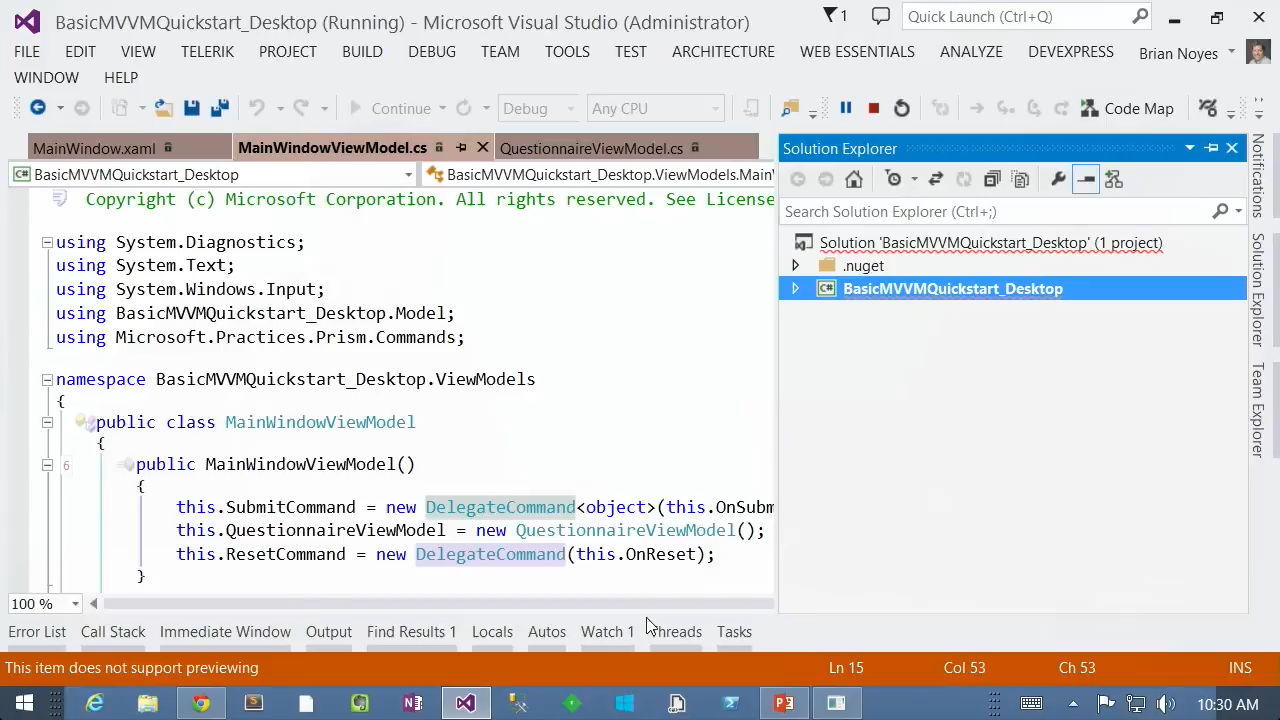 BasicMVVMQuickstart_Desktop (Running) - Microsoft Visual Studio (Administrator)
1
Quick Launch (Ctrl+Q)
FILE EDIT VIEW TELERIK PROJECT BUILD DEBUG TEAM TOOLS TEST ARCHITECTURE WEB ESSENTIALS ANALYZE DEVEXPRESS Brian Noyes
WINDOW HELP
Continue Debug Any CPU Code Map
MainWindow.xaml MainWindowViewModel.cs QuestionnaireViewModel.cs
BasicMVVMQuickstart_Desktop BasicMVVMQuickstart_Desktop.ViewModels.MainW
Copyright (c) Microsoft Corporation. All rights reserved. See License
using System.Diagnostics;
using System.Text;
using System.Windows.Input;
using BasicMVVMQuickstart_Desktop.Model;
using Microsoft.Practices.Prism.Commands;
namespace BasicMVVMQuickstart_Desktop.ViewModels
{
public class MainWindowViewModel
{
6 public MainWindowViewModel()
{
this.SubmitCommand = new DelegateCommand<object>(this.OnSubm
this.QuestionnaireViewModel = new QuestionnaireViewModel();
this.ResetCommand = new DelegateCommand(this.OnReset);
}
100 %
Solution Explorer
Search Solution Explorer (Ctrl+;)
Solution 'BasicMVVMQuickstart_Desktop' (1 project)
.nuget
C# BasicMVVMQuickstart_Desktop
Notifications
Solution Explorer
Team Explorer
Error List Call Stack Immediate Window Output Find Results 1 Locals Autos Watch 1 Threads Tasks
This item does not support previewing Ln 15 Col 53 Ch 53 INS
10:30 AM